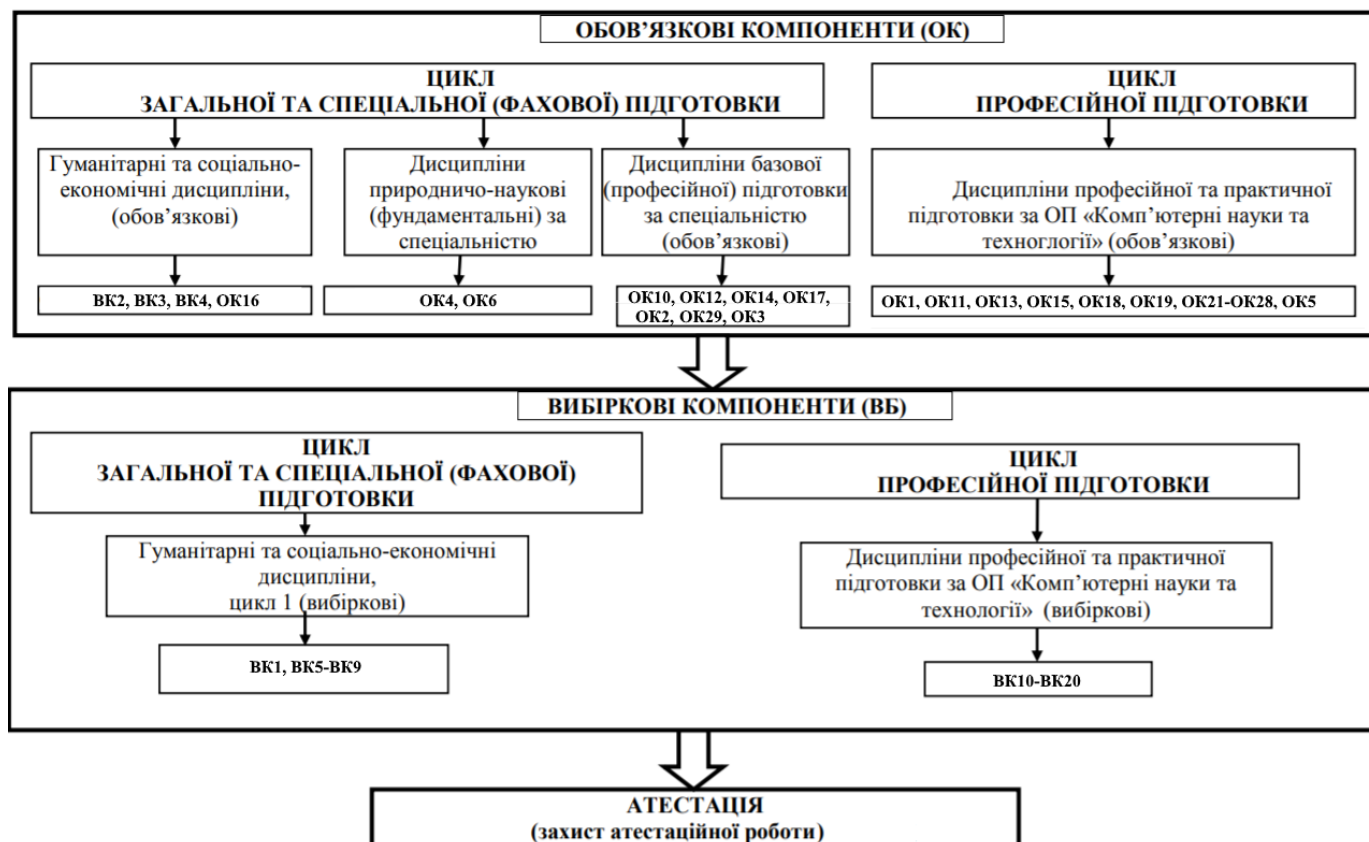 ОБОВ’ЯЗКОВІ КОМПОНЕНТИ (ОК)
ЦИКЛ
ЗАГАЛЬНОЇ ТА СПЕЦІАЛЬНОЇ (ФАХОВОЇ) ПІДГОТОВКИ
ЦИКЛ
ПРОФЕСІЙНОЇ ПІДГОТОВКИ
Гуманітарні та соціально-
економічні дисципліни,
(обов’язкові)
Дисципліни
природничо-наукові
(фундаментальні) за
спеціальністю
Дисципліни базової
(професійної) підготовки
за спеціальністю
(обов’язкові)
Дисципліни професійної та практичної
підготовки за ОП «Комп’ютерні науки та
техноглогії» (обов’язкові)
ВК2, ВК3, ВК4, ОК16
ОК4, ОК6
ОК10, ОК12, ОК14, ОК17,
ОК2, ОК29, ОК3
ОК1, ОК11, ОК13, ОК15, ОК18, ОК19, ОК21-ОК28, ОК5
ВИБІРКОВІ КОМПОНЕНТИ (ВБ)
ЦИКЛ
ЗАГАЛЬНОЇ ТА СПЕЦІАЛЬНОЇ (ФАХОВОЇ)
ПІДГОТОВКИ
ЦИКЛ
ПРОФЕСІЙНОЇ ПІДГОТОВКИ
Гуманітарні та соціально-економічні
дисципліни,
цикл 1 (вибіркові)
Дисципліни професійної та практичної
підготовки за ОП «Комп’ютерні науки та
технології» (вибіркові)
ВК1, ВК5-ВК9
ВК10-ВК20
АТЕСТАЦІЯ
(захист атестаційної роботи)